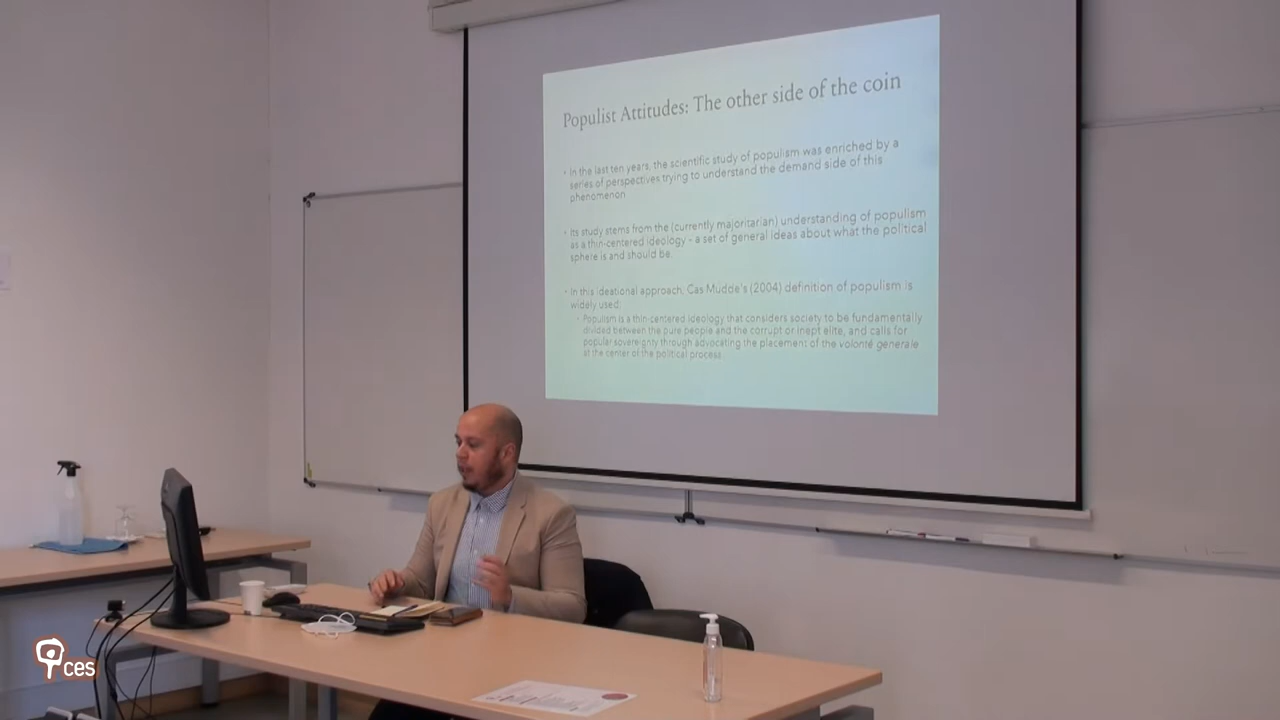 Populist Attitudes: The other side of the coin
• In the last ten years, the scientific study of populism was enriched by a
series of perspectives trying to understand the demand side of this
phenomenon
• Its study stems from the (currently majoritarian) understanding of populism
as a thin-centered ideology - a set of general ideas about what the political
sphere is and should be.
• In this ideational approach, Cas Mudde's (2004) definition of populism is
widely used:
• Populism is a thin-centered ideology that considers society to be fundamentally
divided between the pure people and the corrupt or inept elite, and calls for
popular sovereignty through advocating the placement of the volonté generale
at the center of the political process.
ces